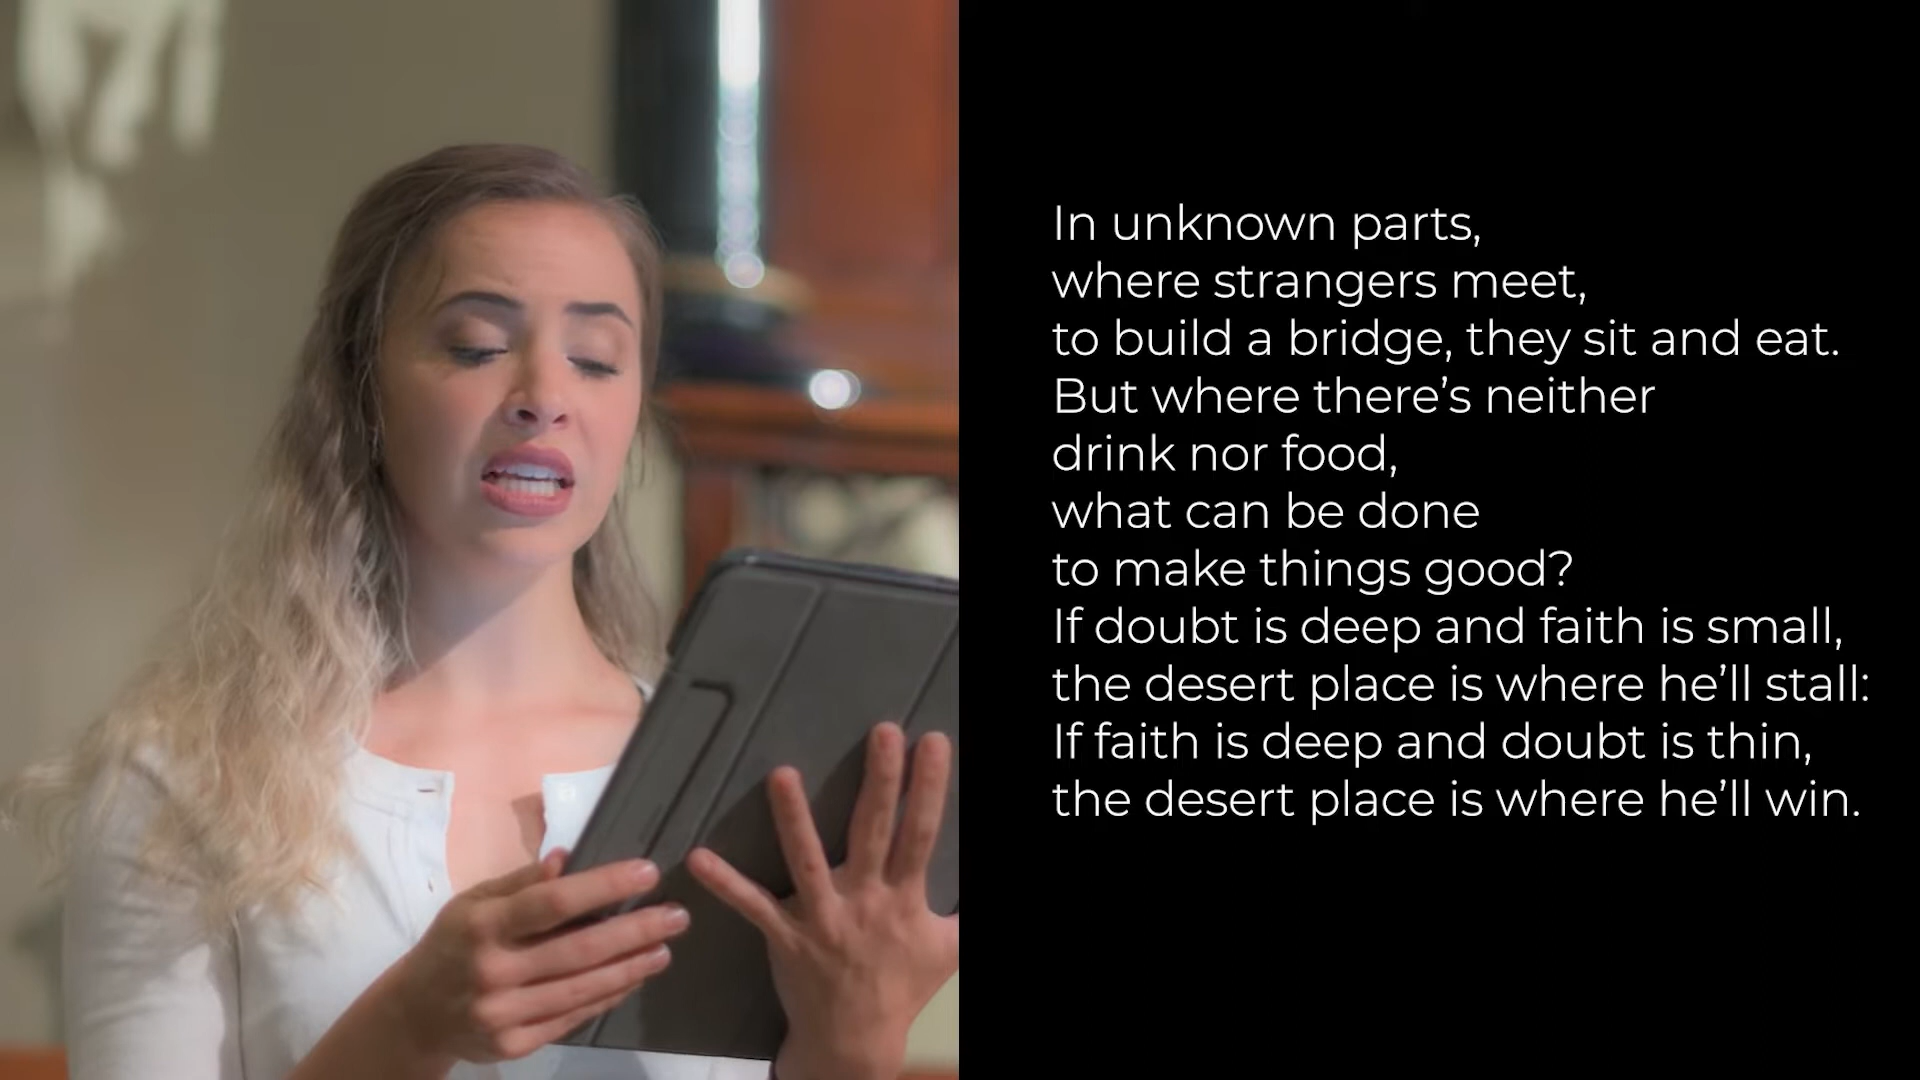 In unknown parts,
where strangers meet,
to build a bridge, they sit and eat.
But where there’s neither
drink nor food,
what can be done
to make things good?
If doubt is deep and faith is small,
the desert place is where he’ll stall:
If faith is deep and doubt is thin,
the desert place is where he’ll win.